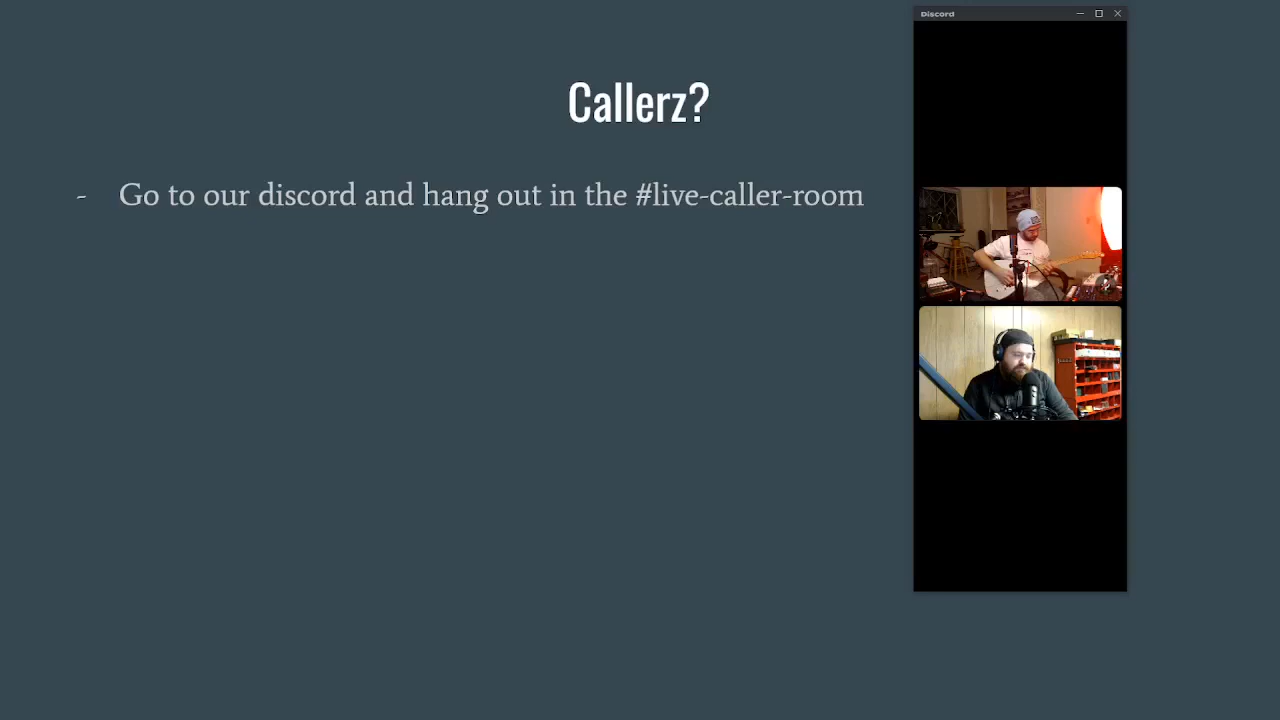 Discord
Callerz?
- Go to our discord and hang out in the #live-caller-room